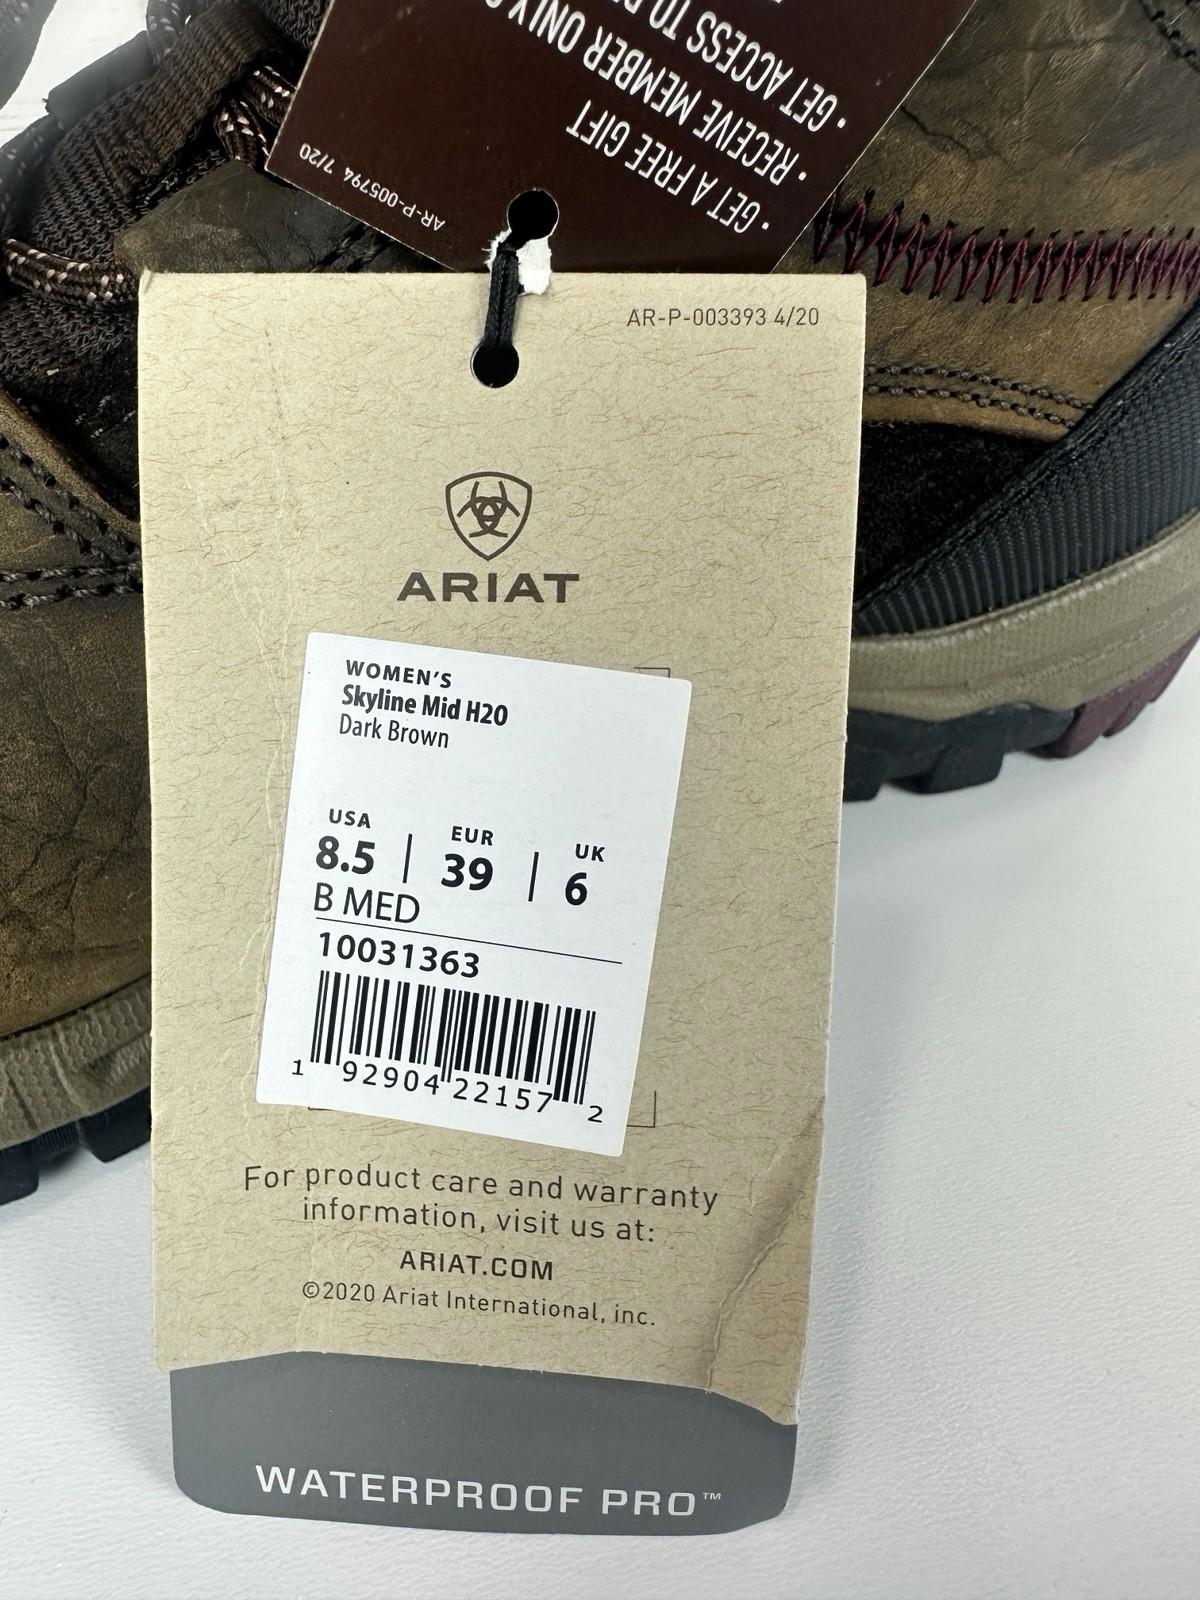 • GET ACCESS TO
• RECEIVE MEMBER ONLY
• GET A FREE GIFT
AR-P-005794 7/20
AR-P-003393 4/20
ARIAT
WOMEN'S
Skyline Mid H20
Dark Brown
USA | EUR | UK
8.5 | 39 | 6
B MED
10031363
1 92904 22157 2
For product care and warranty
information, visit us at:
ARIAT.COM
©2020 Ariat International, inc.
WATERPROOF PRO™